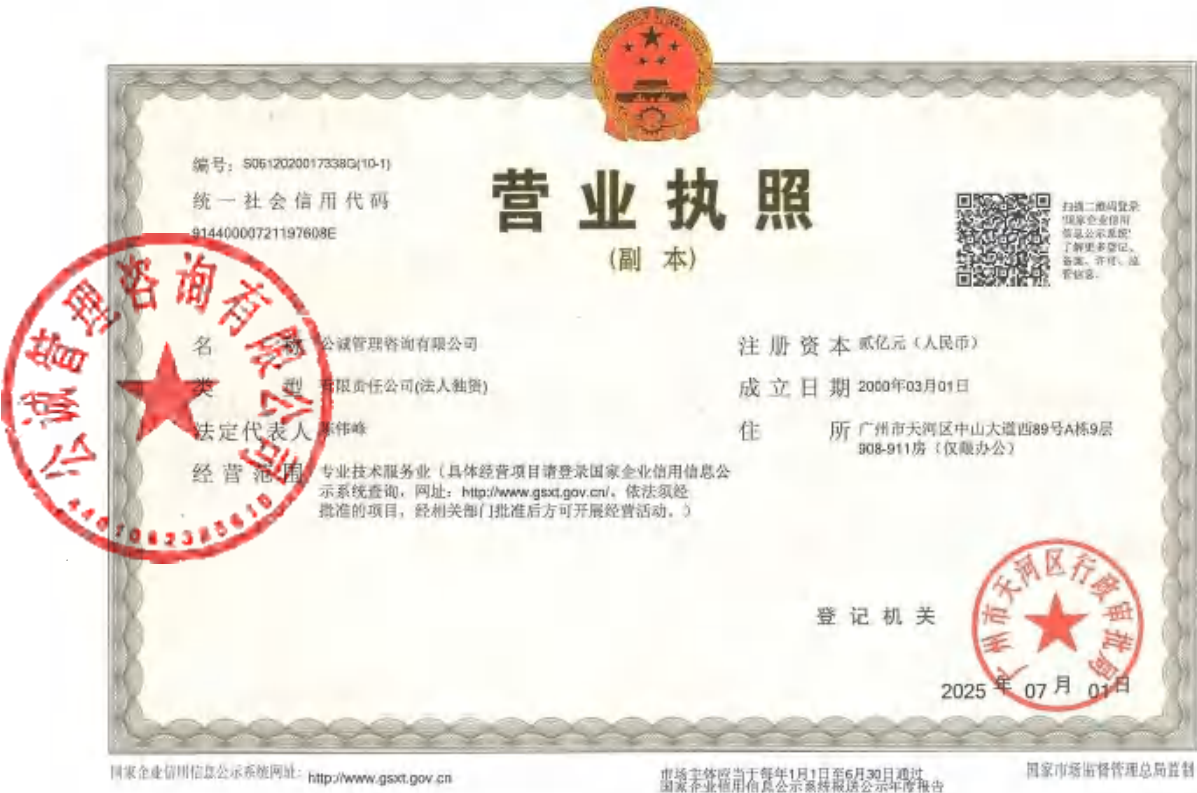 编号：S0612020017338G(10-1)
统一社会信用代码
91440000721197608E
营业执照
（副 本）
扫描二维码登录
'国家企业信用
信息公示系统'
了解更多登记、
备案、许可、监
管信息。
名 称 公诚管理咨询有限公司
类 型 有限责任公司(法人独资)
法定代表人 伟峰
经营范围 专业技术服务业（具体经营项目请登录国家企业信用信息公
示系统查询，网址：http://www.gsxt.gov.cn/。依法须经
批准的项目，经相关部门批准后方可开展经营活动。）
注册资本 贰亿元（人民币）
成立日期 2000年03月01日
住 所 广州市天河区中山大道西89号A栋9层
908-911房（仅限办公）
公诚管理咨询有限公司
登记机关
广州市天河区行政审批局
2025 年 07 月 01日
国家企业信用信息公示系统网址：http://www.gsxt.gov.cn
市场主体应当于每年1月1日至6月30日通过
国家企业信用信息公示系统报送公示年度报告
国家市场监督管理总局监制